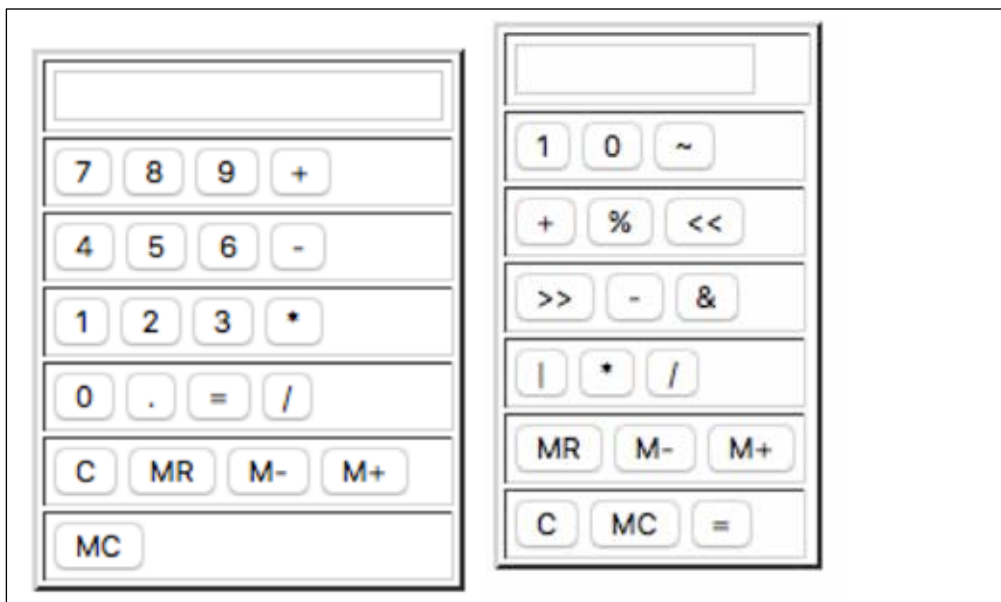 7 8 9 +
4 5 6 -
1 2 3 *
0 . = /
C MR M- M+
MC
1 0 ~
+ % <<
>> - &
| * /
MR M- M+
C MC =